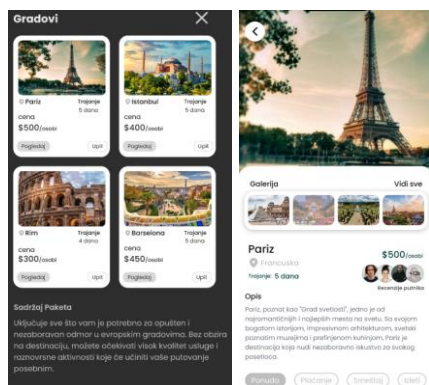 Gradovi
Pariz
Trajanje
5 dana
cena
$500/osobi
Pogledaj
Upit
Istanbul
Trajanje
5 dana
cena
$400/osobi
Pogledaj
Upit
Rim
Trajanje
4 dana
cena
$300/osobi
Pogledaj
Upit
Barselona
Trajanje
5 dana
cena
$450/osobi
Pogledaj
Upit
Sadržaj Paketa
Uključuje sve što vam je potrebno za opušten i
nezaboravan odmor u evropskim gradovima. Bez obzira
na destinaciju, možete očekivati visok kvalitet usluge i
raznovrsne aktivnosti koje će učiniti vaše putovanje
posebnim.
Galerija
Vidi sve
Pariz
$500/osobi
Francuska
Trajanje: 5 dana
Recenzije putnika
Opis
Pariz, poznat kao "Grad svetlosti", jedno je od
najromantičnijih i najlepših mesta na svetu. Sa svojom
bogatom istorijom, impresivnom arhitekturom, svetski
poznatim muzejima i prefinjenom kuhinjom, Pariz je
destinacija koja nudi nezaboravno iskustvo za svakog
posetioca.
Ponuda
Plaćanje
Smeštaj
Izleti